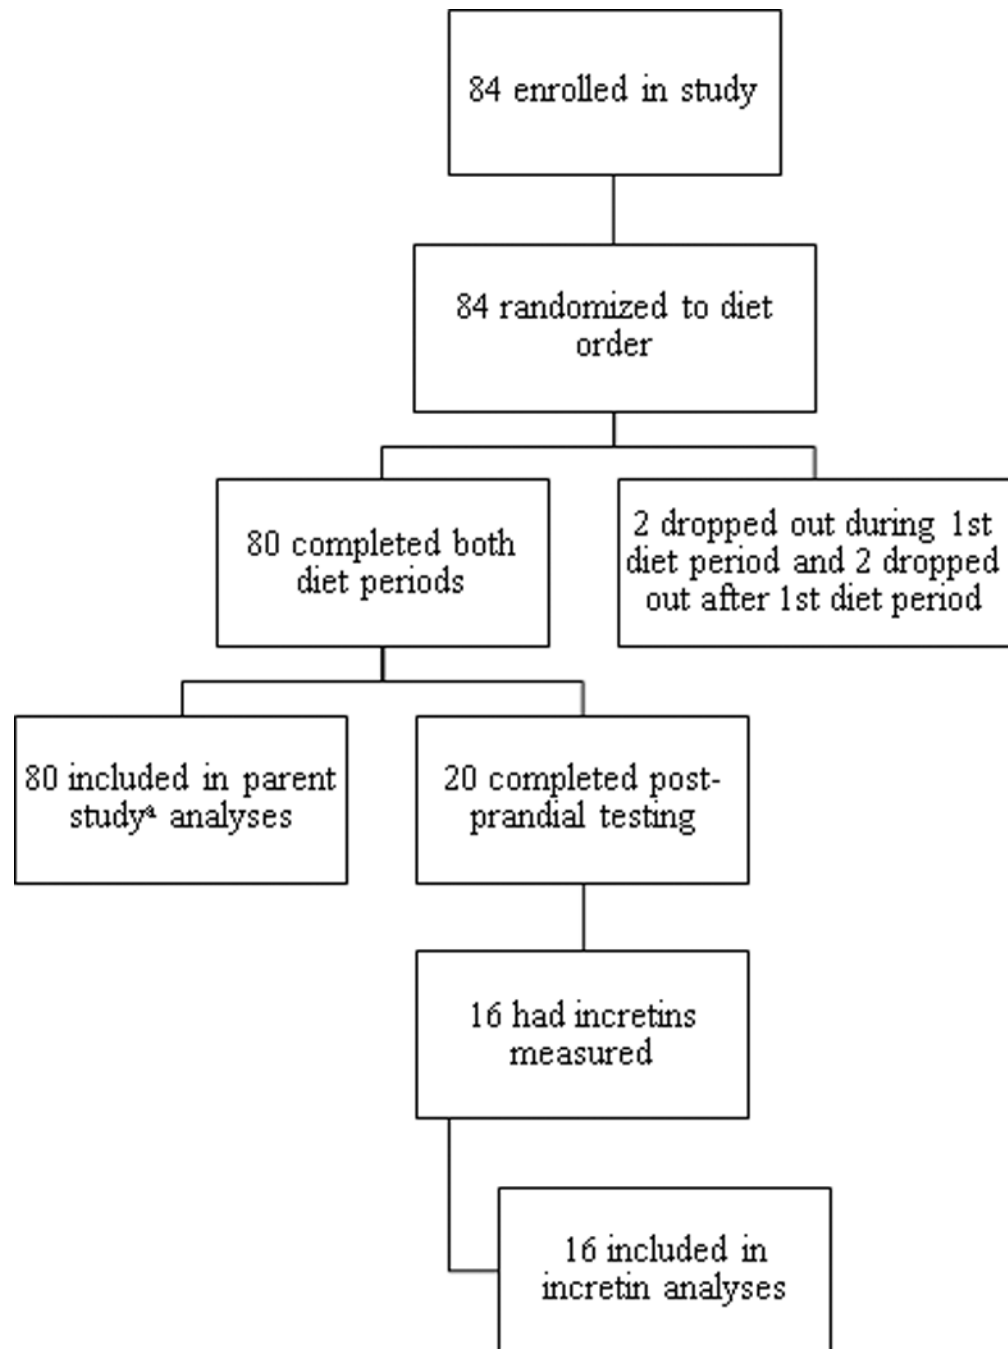 84 enrolled in study
84 randomized to diet
order
80 completed both
diet periods
2 dropped out during 1st
diet period and 2 dropped
out after 1st diet period
80 included in parent
studyᵃ analyses
20 completed post-
prandial testing
16 had incretins
measured
16 included in
incretin analyses